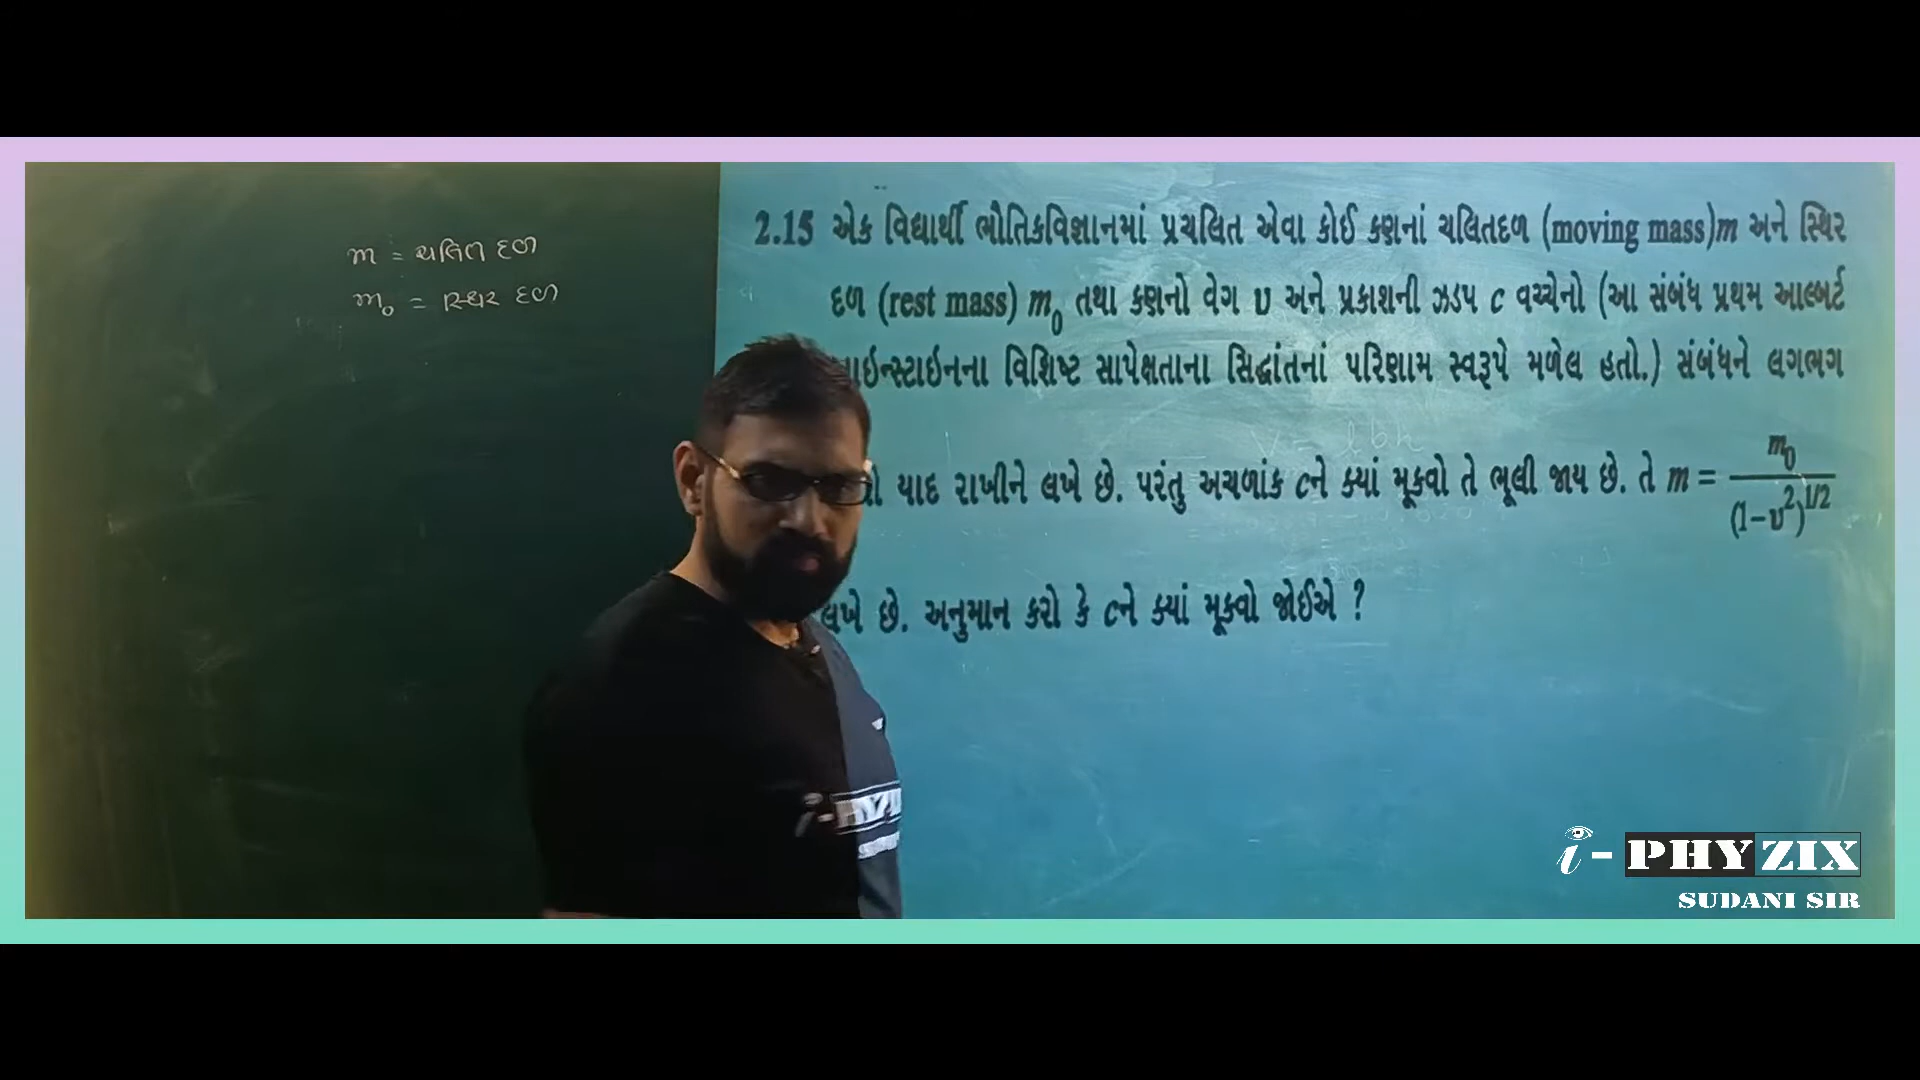 m = ચલિત દળ
m₀ = સ્થિર દળ
2.15 એક વિદ્યાર્થી ભૌતિકવિજ્ઞાનમાં પ્રચલિત એવા કોઈ કણનાં ચલિતદળ (moving mass)m અને સ્થિર
દળ (rest mass) m₀ તથા કણનો વેગ υ અને પ્રકાશની ઝડપ c વચ્ચેનો (આ સંબંધ પ્રથમ આલ્બર્ટ
વિશિષ્ટ સાપેક્ષતાના સિદ્ધાંતનાં પરિણામ સ્વરૂપે મળેલ હતો.) સંબંધને લગભગ
યાદ રાખીને લખે છે. પરંતુ અચળાંક cને ક્યાં મૂકવો તે ભૂલી જાય છે. તે m = m₀/(1−υ²)^1/2
લખે છે. અનુમાન કરો કે cને ક્યાં મૂકવો જોઈએ ?
V = lbh
i-PHYZIX
SUDANI SIR